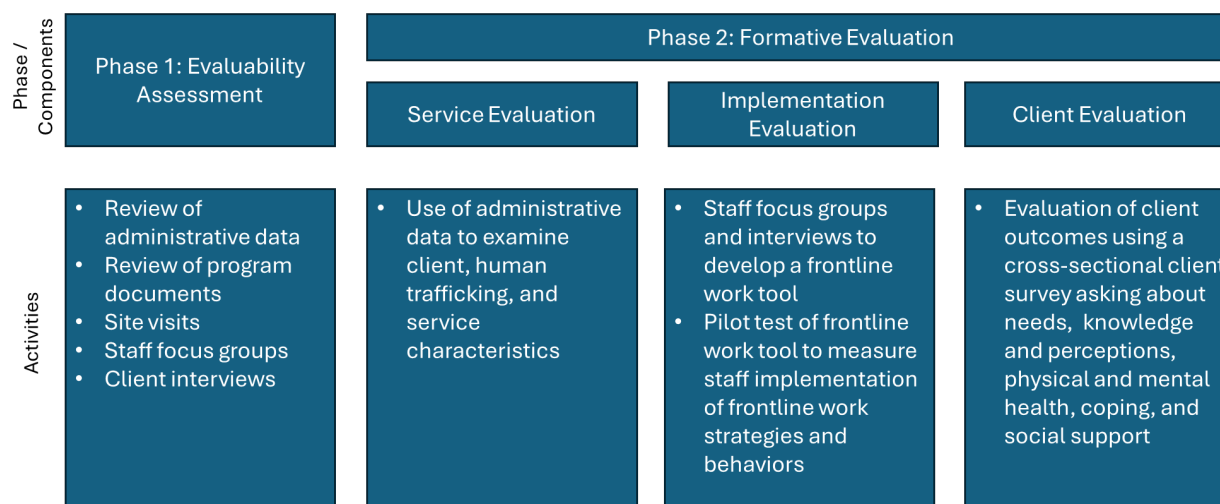 Phase /
Components
Phase 1: Evaluability
Assessment
Phase 2: Formative Evaluation
Service Evaluation
Implementation
Evaluation
Client Evaluation
Activities
• Review of
administrative data
• Review of program
documents
• Site visits
• Staff focus groups
• Client interviews
• Use of administrative
data to examine
client, human
trafficking, and
service
characteristics
• Staff focus groups
and interviews to
develop a frontline
work tool
• Pilot test of frontline
work tool to measure
staff implementation
of frontline work
strategies and
behaviors
• Evaluation of client
outcomes using a
cross-sectional client
survey asking about
needs, knowledge
and perceptions,
physical and mental
health, coping, and
social support